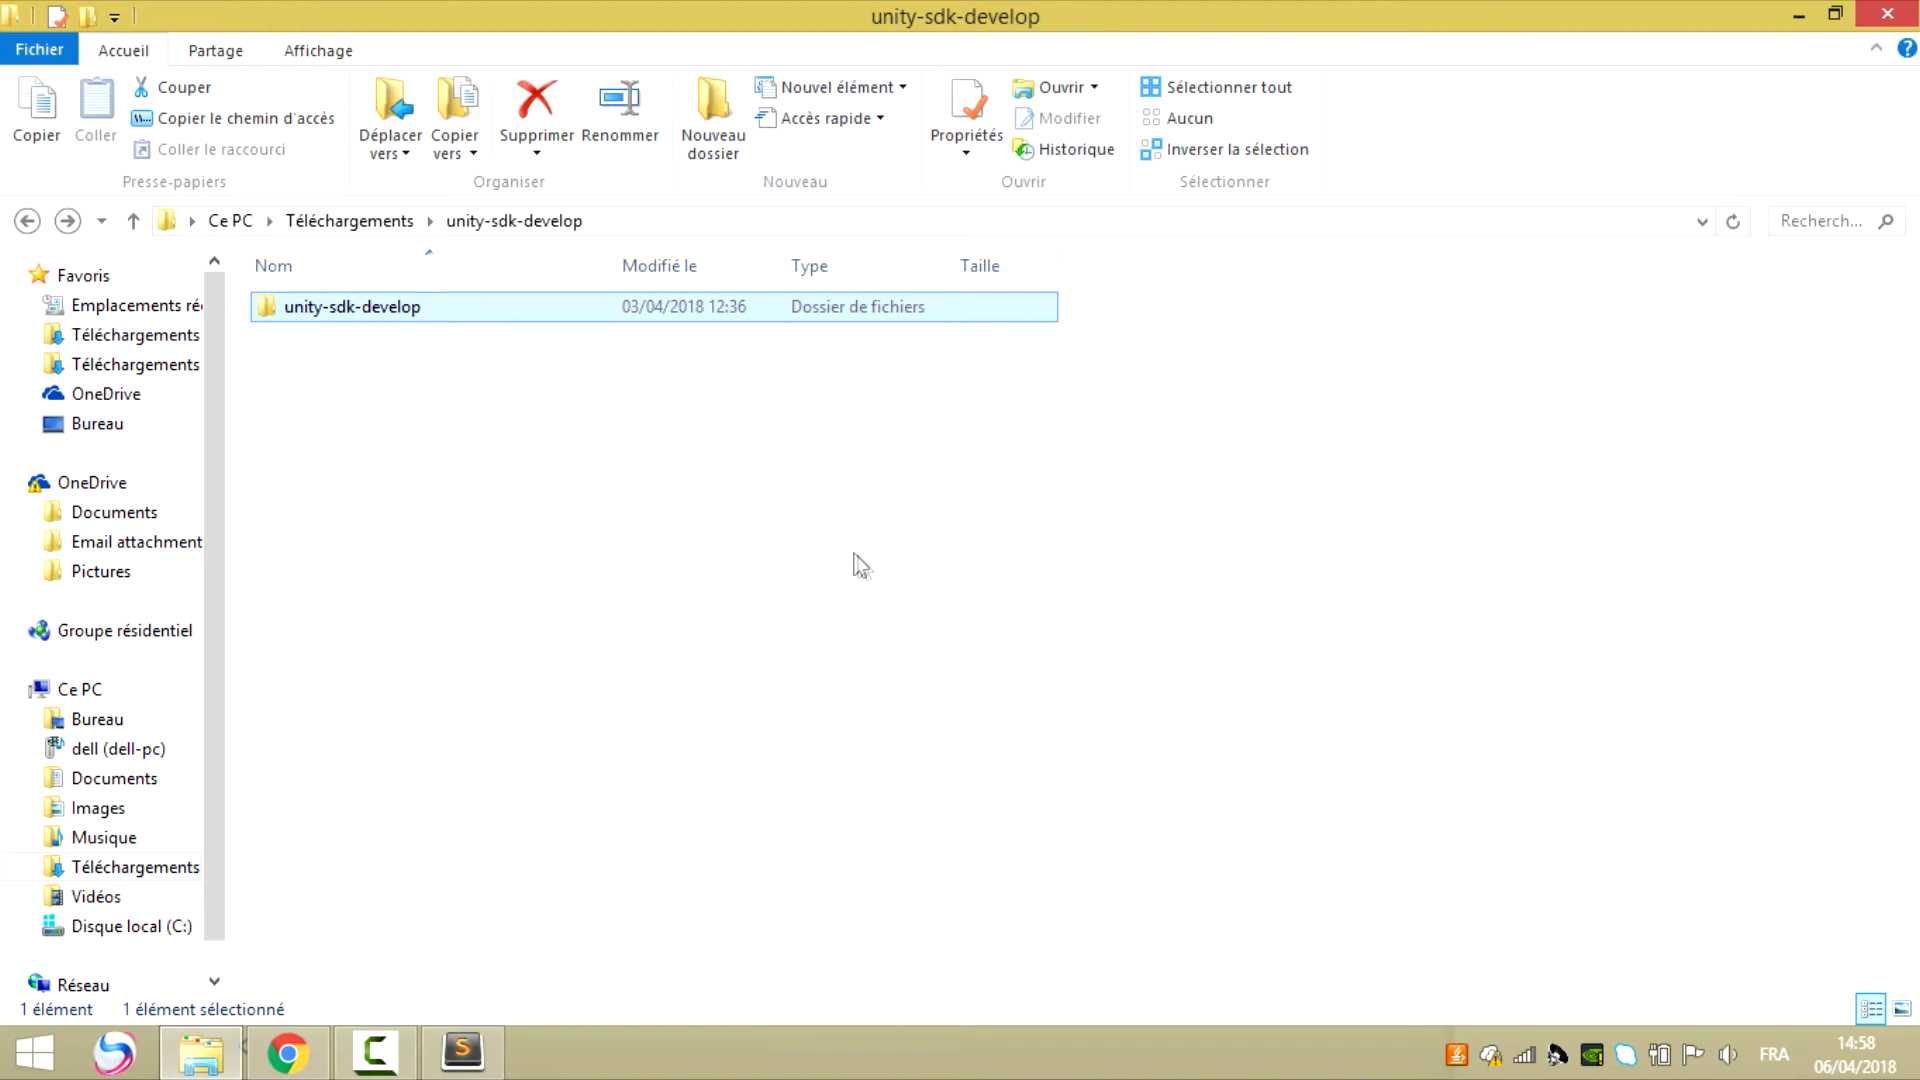 unity-sdk-develop
Fichier Accueil Partage Affichage
Copier
Coller
Couper
Copier le chemin d'accès
Coller le raccourci
Presse-papiers
Déplacer vers
Copier vers
Supprimer
Renommer
Organiser
Nouveau dossier
Nouvel élément
Accès rapide
Nouveau
Propriétés
Ouvrir
Modifier
Historique
Ouvrir
Sélectionner tout
Aucun
Inverser la sélection
Sélectionner
Ce PC Téléchargements unity-sdk-develop
Recherch...
Nom Modifié le Type Taille
unity-sdk-develop 03/04/2018 12:36 Dossier de fichiers
Favoris
Emplacements ré
Téléchargements
Téléchargements
OneDrive
Bureau
OneDrive
Documents
Email attachment
Pictures
Groupe résidentiel
Ce PC
Bureau
dell (dell-pc)
Documents
Images
Musique
Téléchargements
Vidéos
Disque local (C:)
Réseau
1 élément 1 élément sélectionné
FRA
14:58
06/04/2018